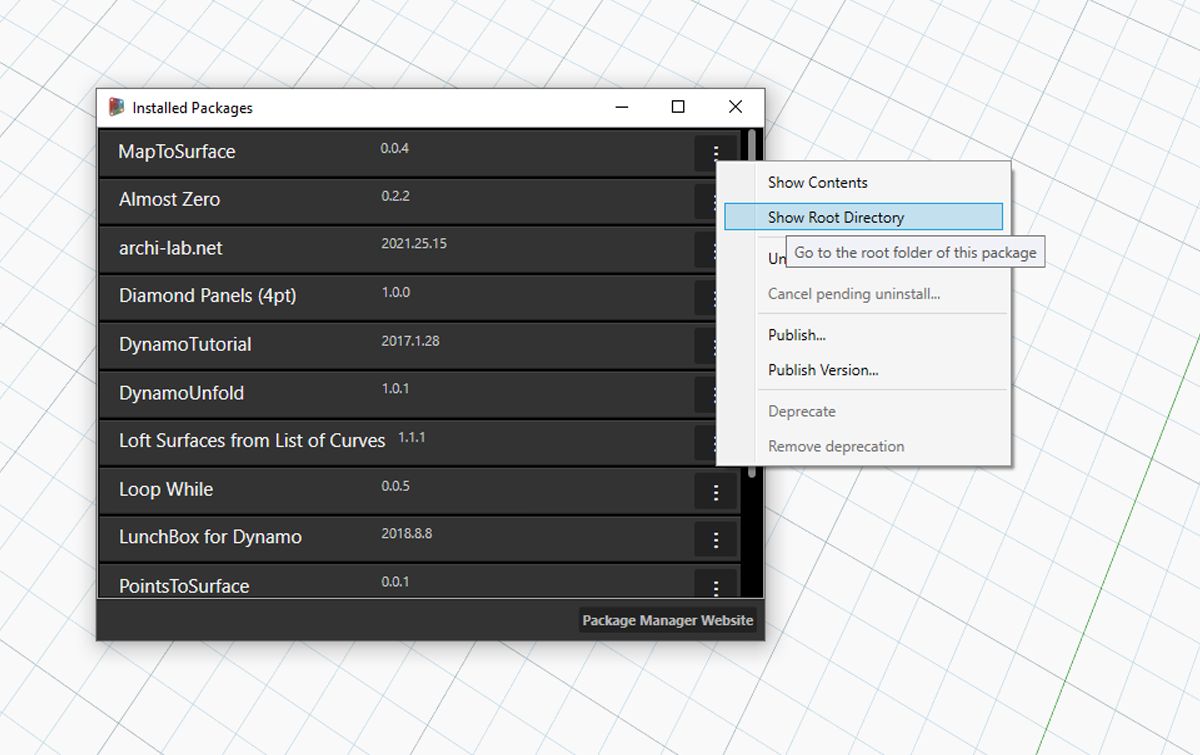 Installed Packages
MapToSurface 0.0.4
Almost Zero 0.2.2
archi-lab.net 2021.25.15
Diamond Panels (4pt) 1.0.0
DynamoTutorial 2017.1.28
DynamoUnfold 1.0.1
Loft Surfaces from List of Curves 1.1.1
Loop While 0.0.5
LunchBox for Dynamo 2018.8.8
PointsToSurface 0.0.1
Package Manager Website
Show Contents
Show Root Directory
Go to the root folder of this package
Un
Cancel pending uninstall...
Publish...
Publish Version...
Deprecate
Remove deprecation